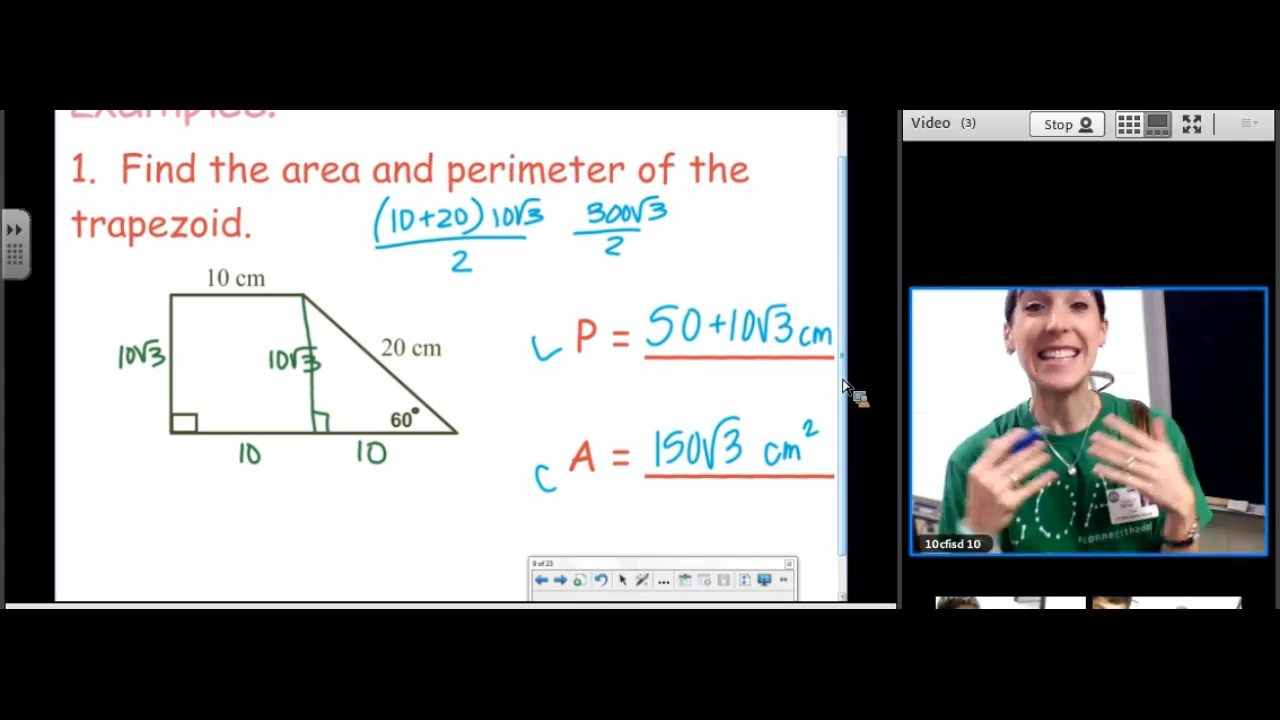 Examples:
1. Find the area and perimeter of the
trapezoid.
(10+20)10√3
2
300√3
2
10 cm
10√3
10√3
20 cm
60°
10
10
P = 50+10√3 cm
A = 150√3 cm²
9 of 23
Video (3)
Stop
10cfisd 10